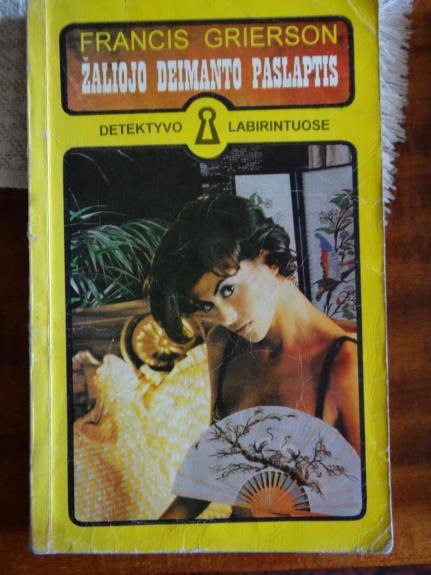 FRANCIS GRIERSON
ŽALIOJO DEIMANTO PASLAPTIS
DETEKTYVO LABIRINTUOSE